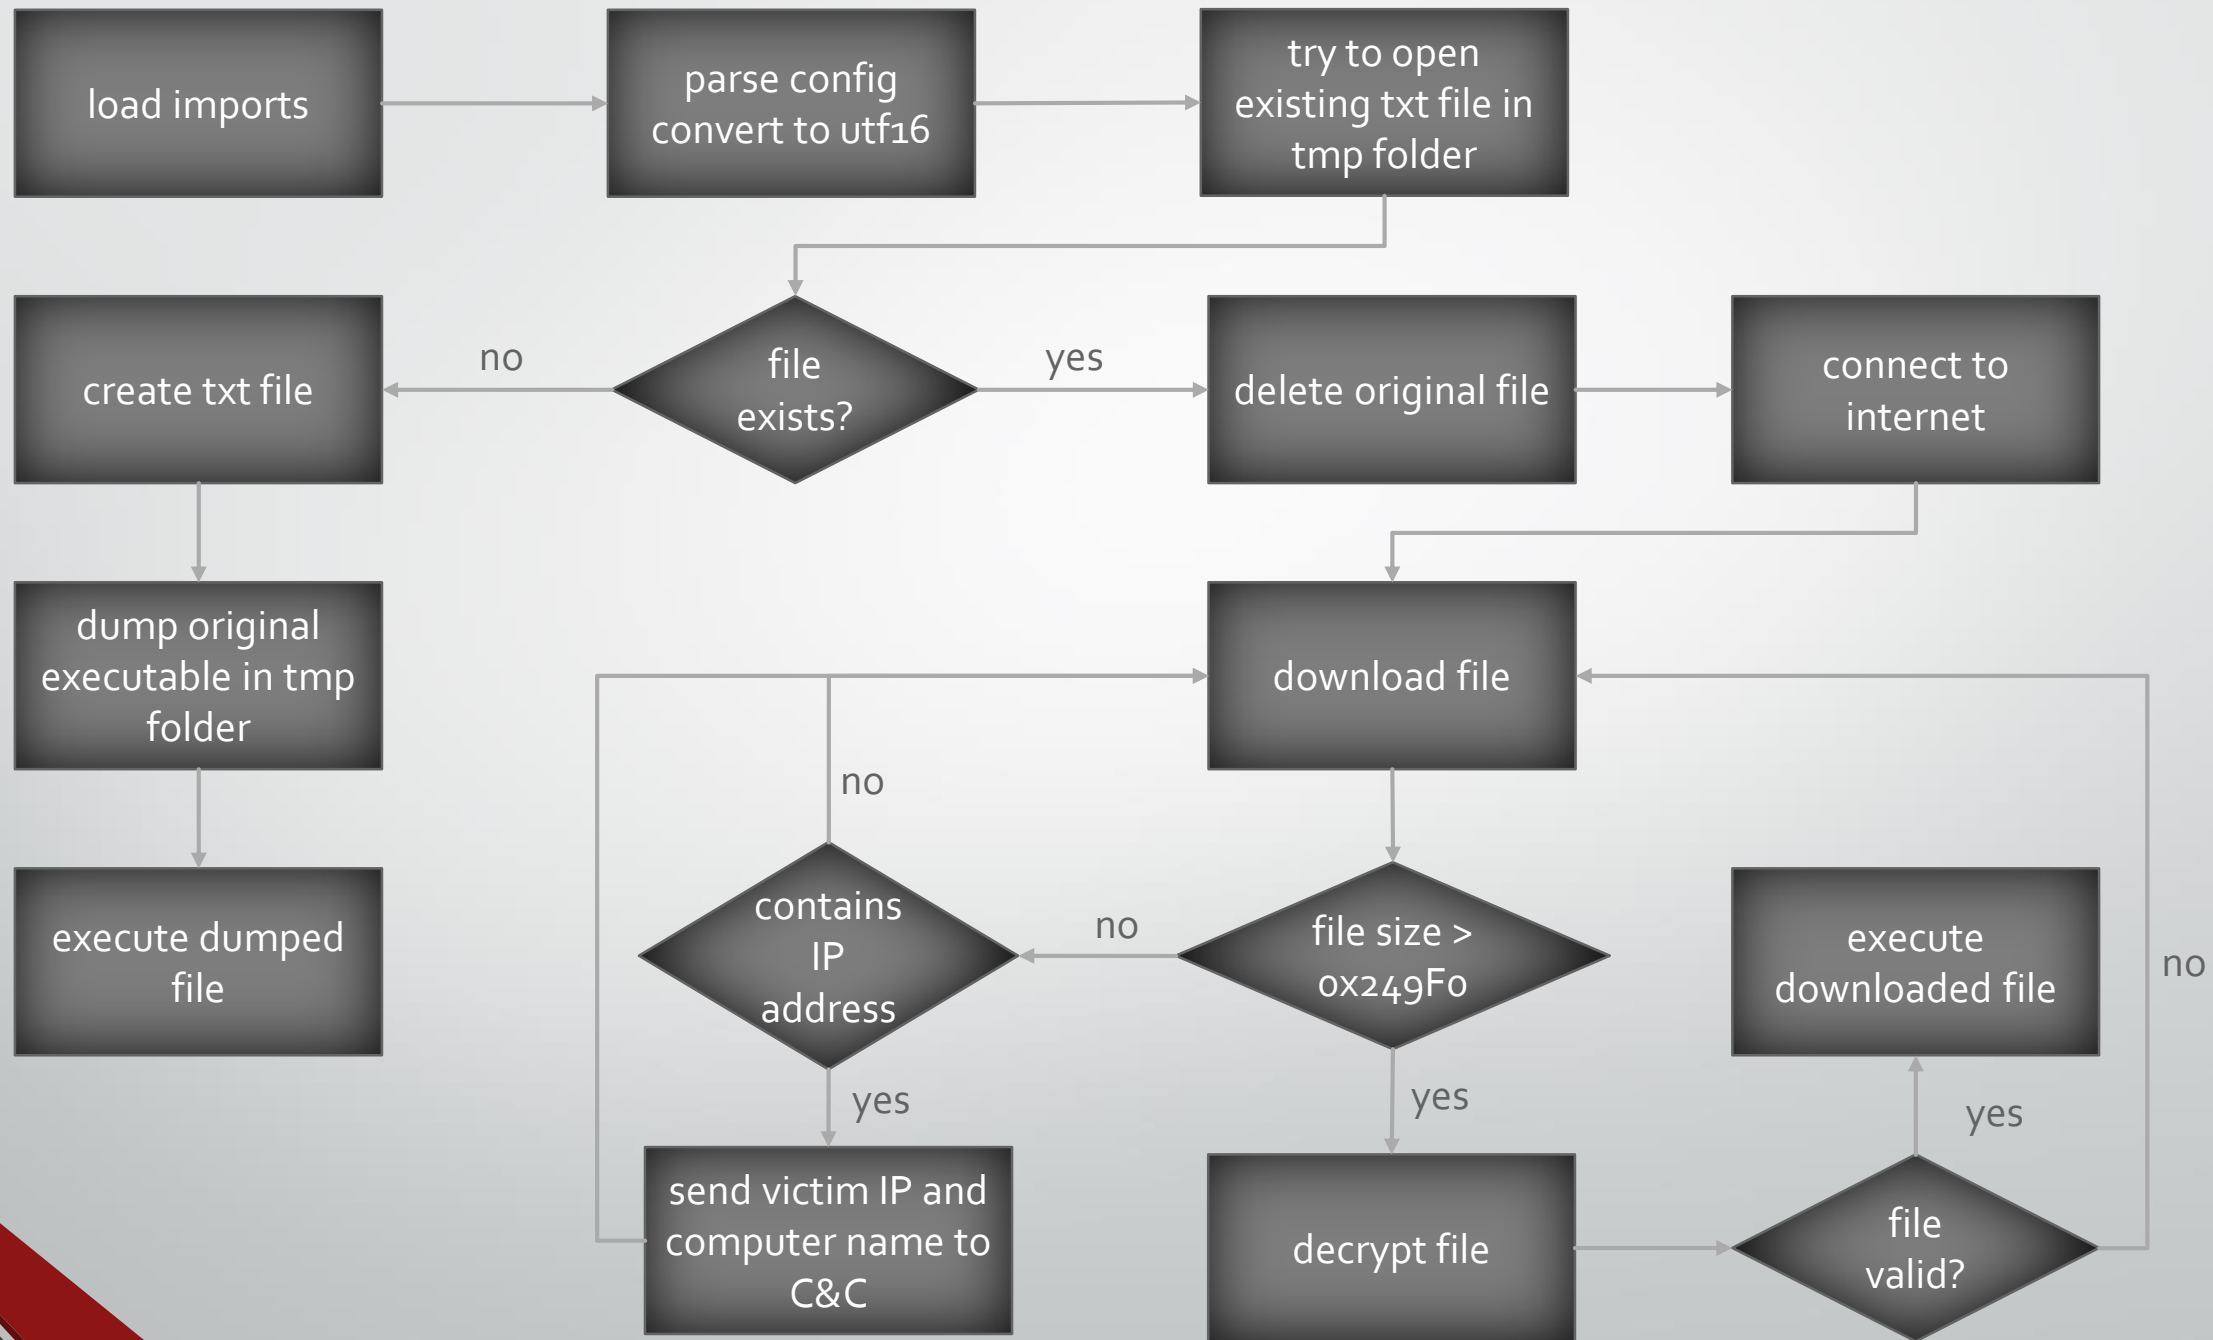 load imports
parse config
convert to utf16
try to open
existing txt file in
tmp folder
create txt file
no
file
exists?
yes
delete original file
connect to
internet
dump original
executable in tmp
folder
download file
no
execute dumped
file
contains
IP
address
no
file size >
0x249F0
execute
downloaded file
no
yes
yes
yes
send victim IP and
computer name to
C&C
decrypt file
file
valid?